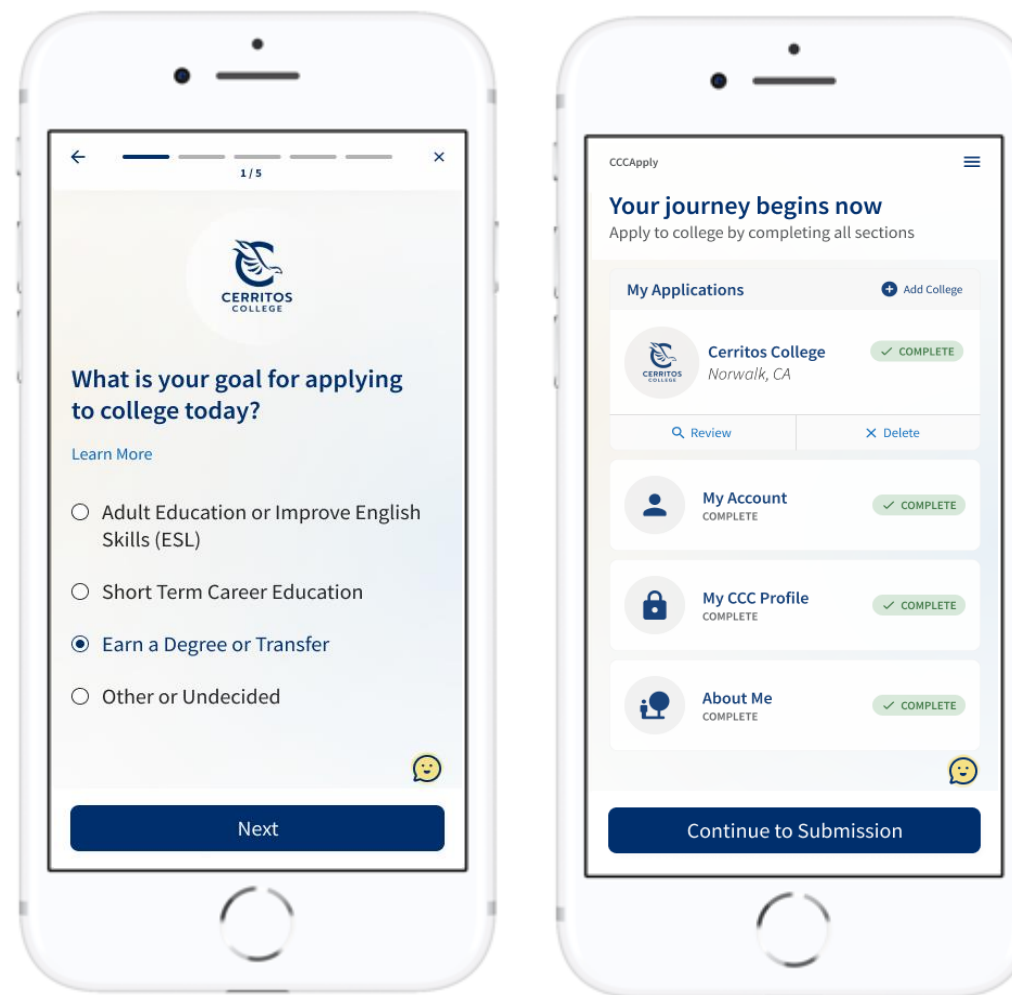 1 / 5
CERRITOS
COLLEGE
What is your goal for applying
to college today?
Learn More
Adult Education or Improve English
Skills (ESL)
Short Term Career Education
Earn a Degree or Transfer
Other or Undecided
Next
CCCApply
Your journey begins now
Apply to college by completing all sections
My Applications
Add College
CERRITOS
COLLEGE
Cerritos College
Norwalk, CA
COMPLETE
Review
Delete
My Account
COMPLETE
COMPLETE
My CCC Profile
COMPLETE
COMPLETE
About Me
COMPLETE
COMPLETE
Continue to Submission